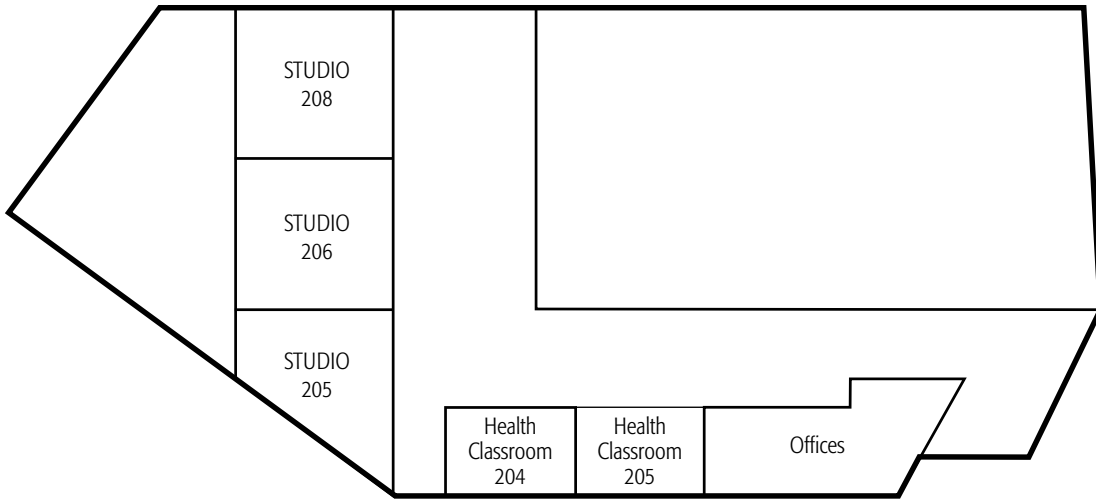 STUDIO
208
STUDIO
206
STUDIO
205
Health
Classroom
204
Health
Classroom
205
Offices